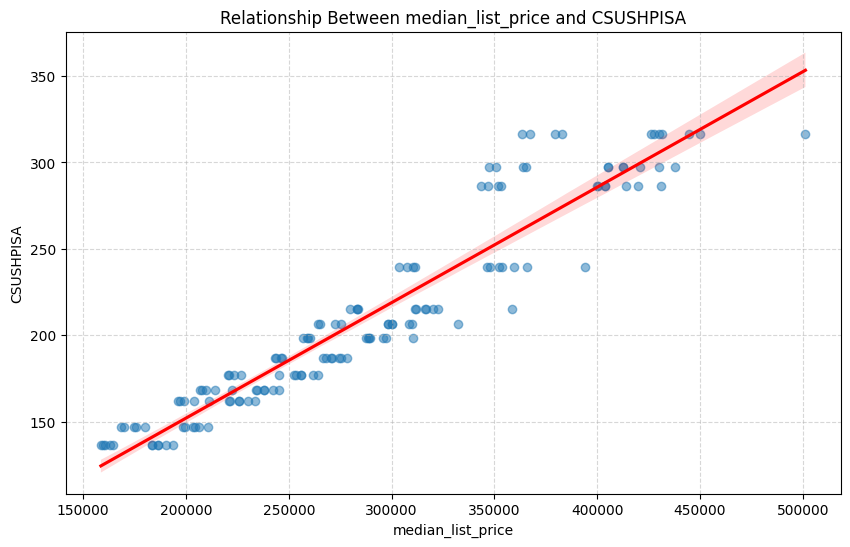 Relationship Between median_list_price and CSUSHPISA
CSUSHPISA
350
300
250
200
150
150000 200000 250000 300000 350000 400000 450000 500000
median_list_price